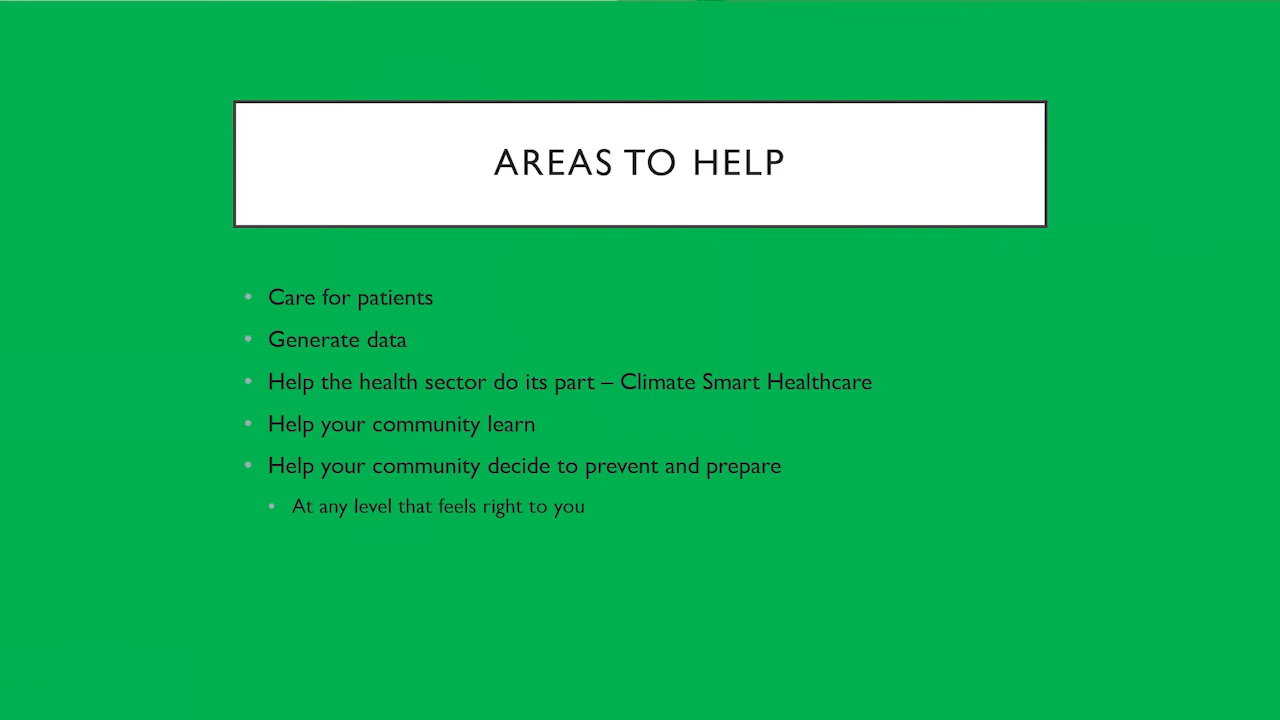 AREAS TO HELP
• Care for patients
• Generate data
• Help the health sector do its part – Climate Smart Healthcare
• Help your community learn
• Help your community decide to prevent and prepare
• At any level that feels right to you